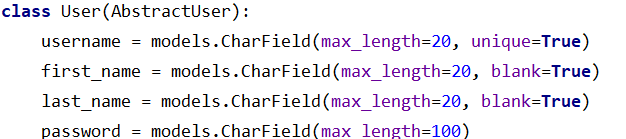 class User(AbstractUser):
    username = models.CharField(max_length=20, unique=True)
    first_name = models.CharField(max_length=20, blank=True)
    last_name = models.CharField(max_length=20, blank=True)
    password = models.CharField(max_length=100)